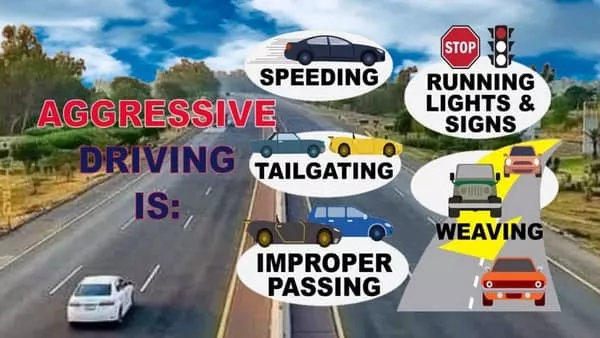 AGGRESSIVE
DRIVING
IS:
SPEEDING
STOP
RUNNING
LIGHTS &
SIGNS
TAILGATING
WEAVING
IMPROPER
PASSING